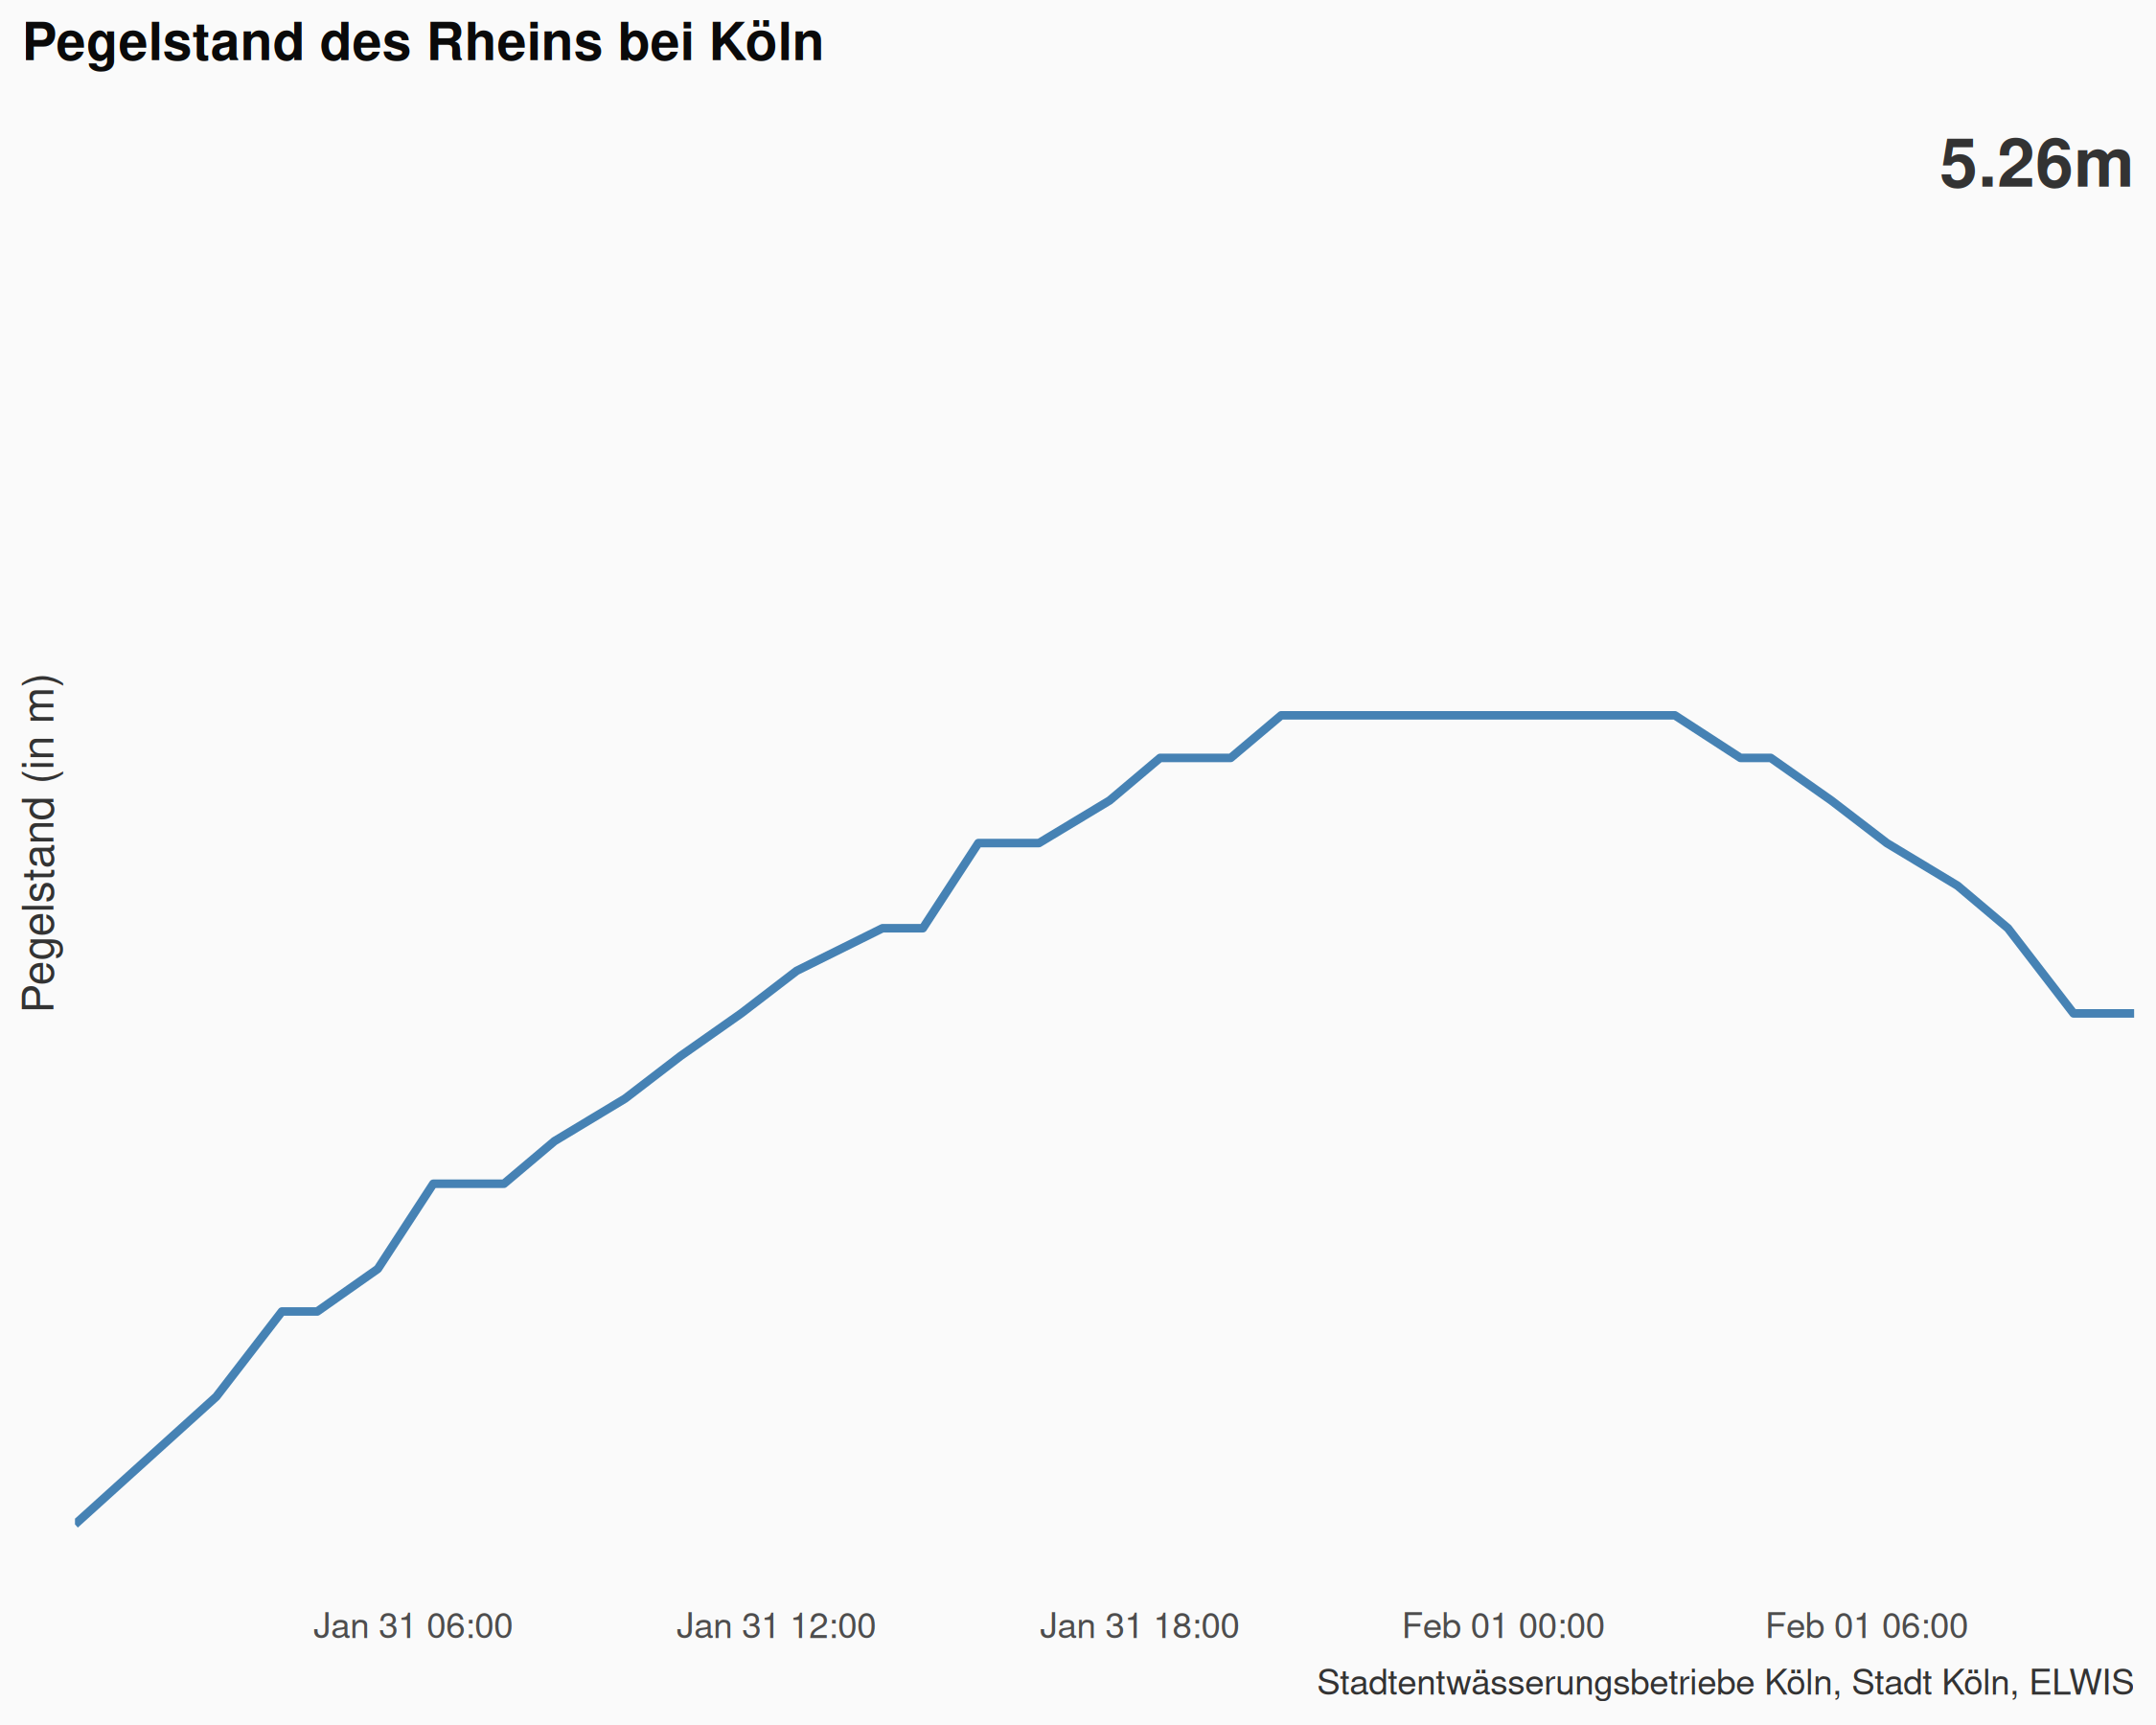 Pegelstand des Rheins bei Köln
5.26m
Pegelstand (in m)
Jan 31 06:00 Jan 31 12:00 Jan 31 18:00 Feb 01 00:00 Feb 01 06:00
Stadtentwässerungsbetriebe Köln, Stadt Köln, ELWIS